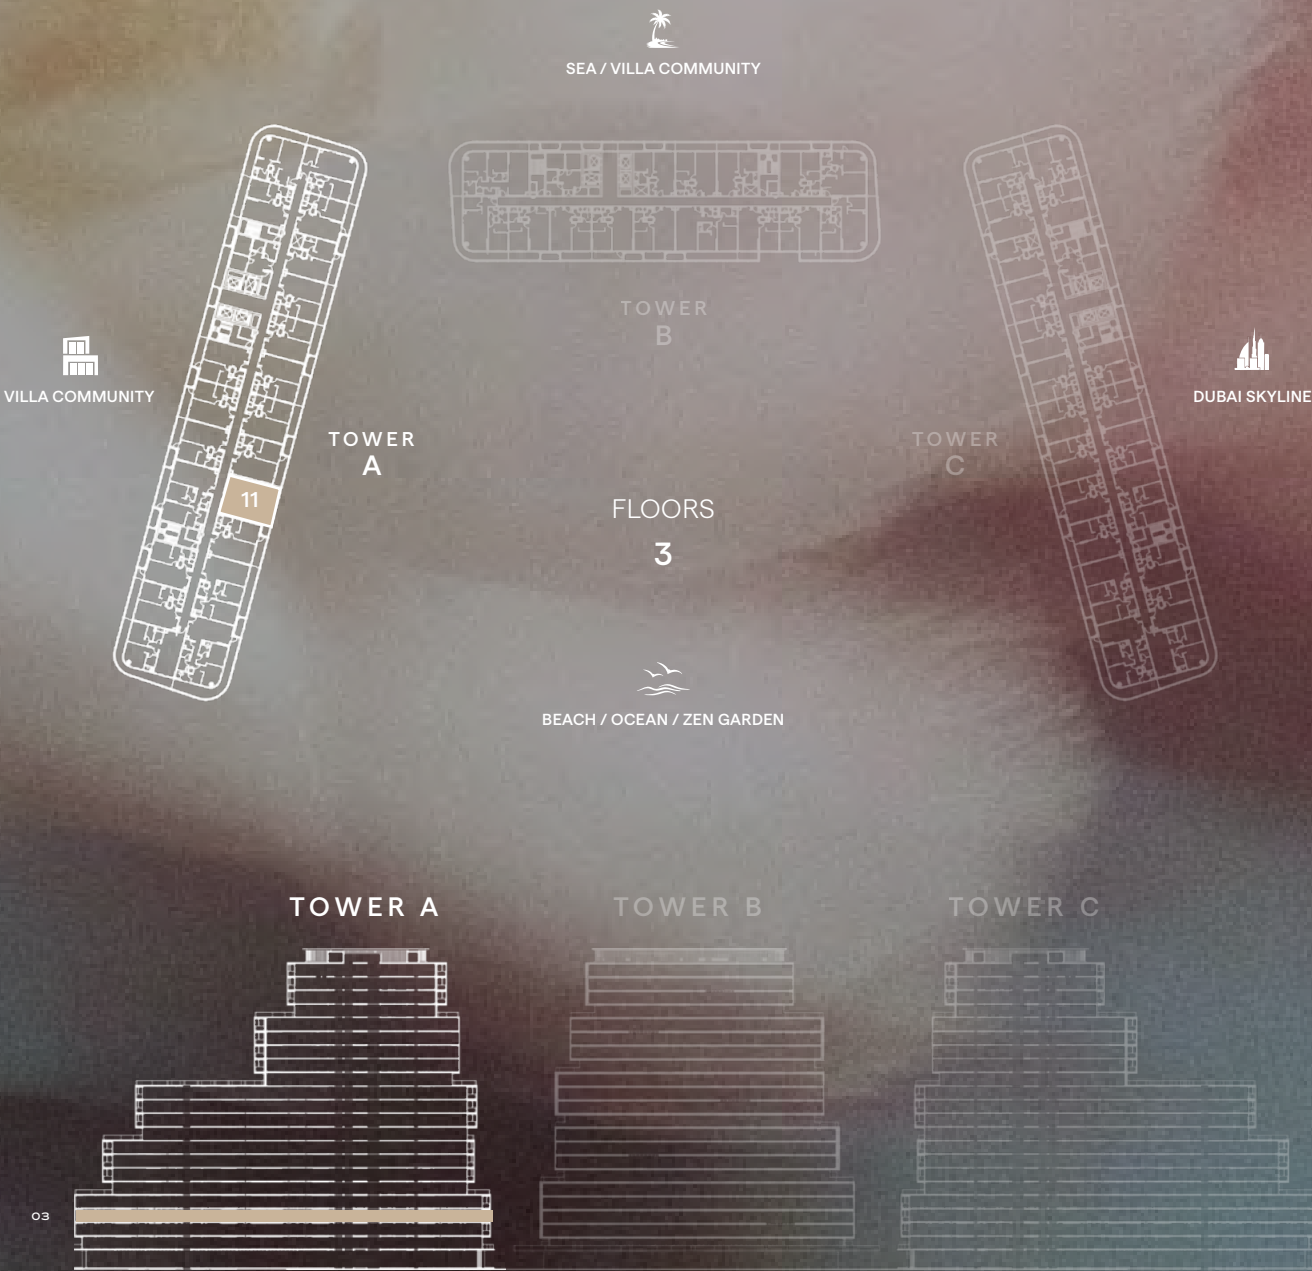 SEA / VILLA COMMUNITY
TOWER
B
VILLA COMMUNITY
DUBAI SKYLINE
TOWER
A
TOWER
C
11
FLOORS
3
BEACH / OCEAN / ZEN GARDEN
TOWER A
TOWER B
TOWER C
03